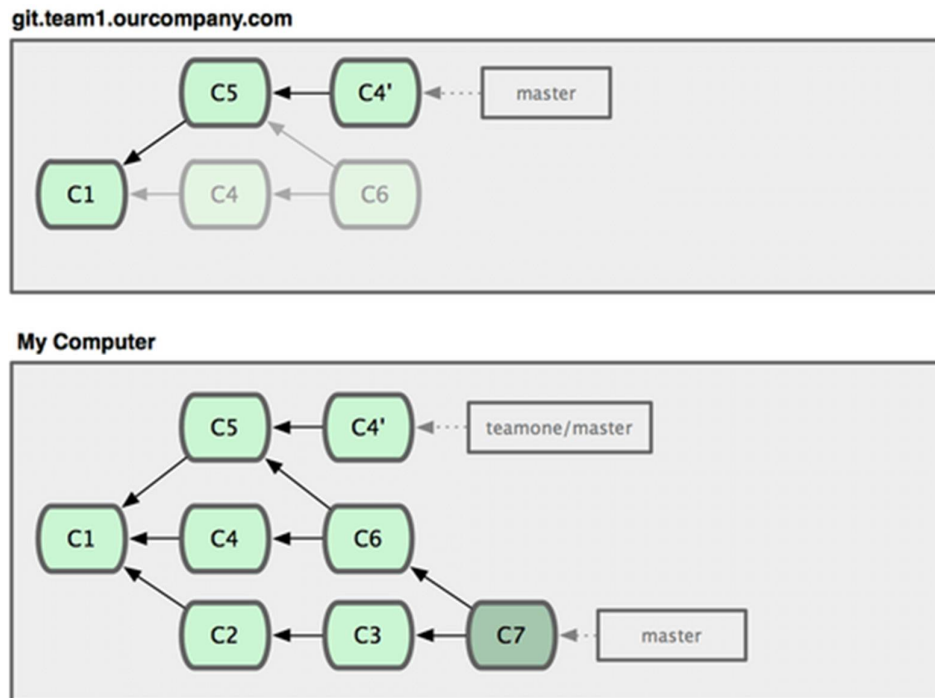 git.team1.ourcompany.com
C5 C4' master
C1 C4 C6
My Computer
C5 C4' teamone/master
C1 C4 C6
C2 C3 C7 master